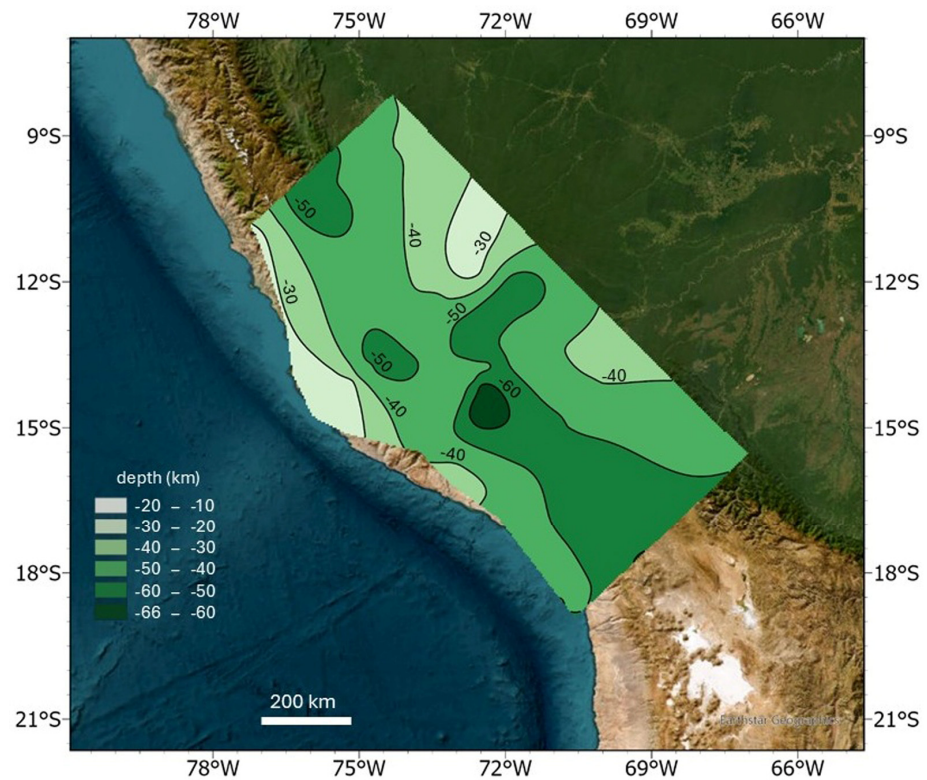 78°W 75°W 72°W 69°W 66°W
9°S 9°S
-50
-40
-30
12°S 12°S
-30
-50
-50
-40
-60
-40
15°S 15°S
-40
depth (km)
-20 – -10
-30 – -20
-40 – -30
-50 – -40
-60 – -50
-66 – -60
18°S 18°S
200 km
21°S 21°S
Earthstar Geographics
78°W 75°W 72°W 69°W 66°W